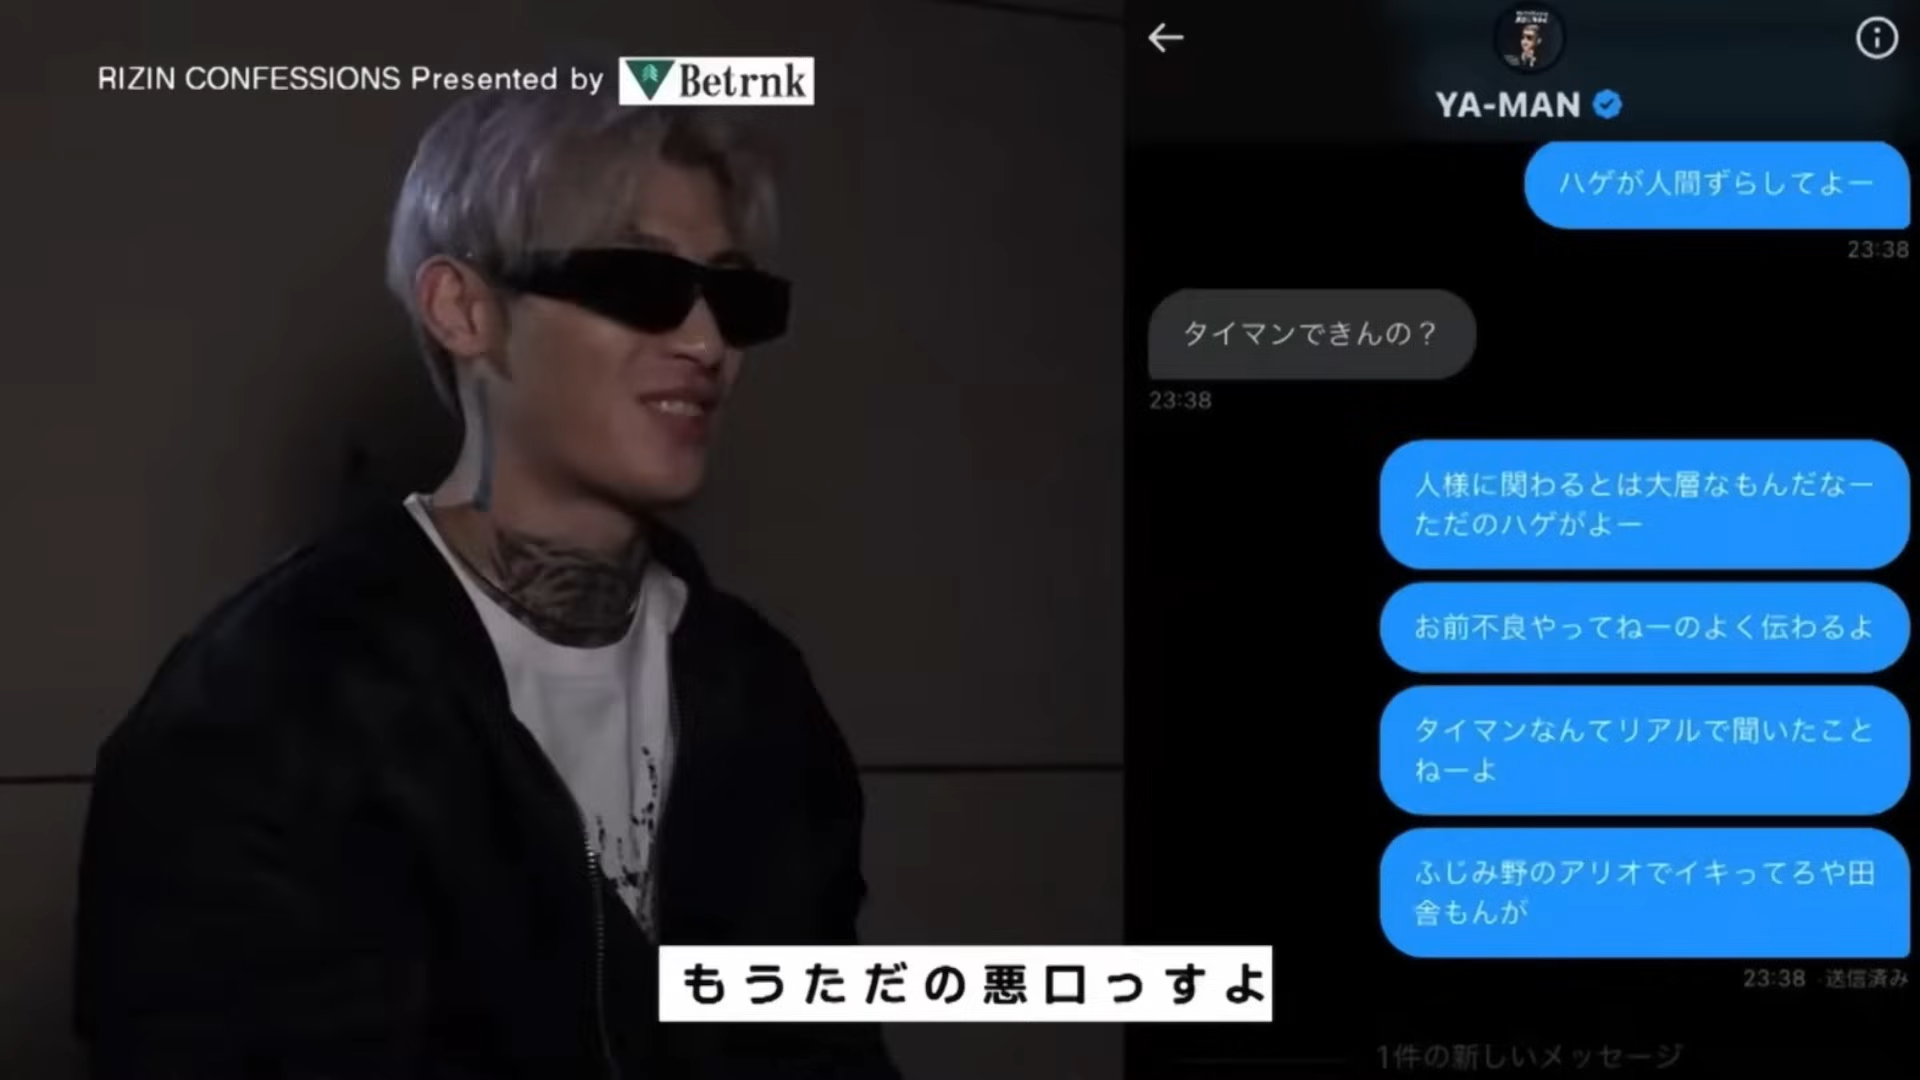 RIZIN CONFESSIONS Presented by Betrnk
YA-MAN
ハゲが人間ずらしてよー
23:38
タイマンできんの？
23:38
人様に関わるとは大層なもんだなー
ただのハゲがよー
お前不良やってねーのよく伝わるよ
タイマンなんてリアルで聞いたこと
ねーよ
ふじみ野のアリオでイキってろや田
舎もんが
23:38 · 送信済み
1件の新しいメッセージ
もうただの悪口っすよ